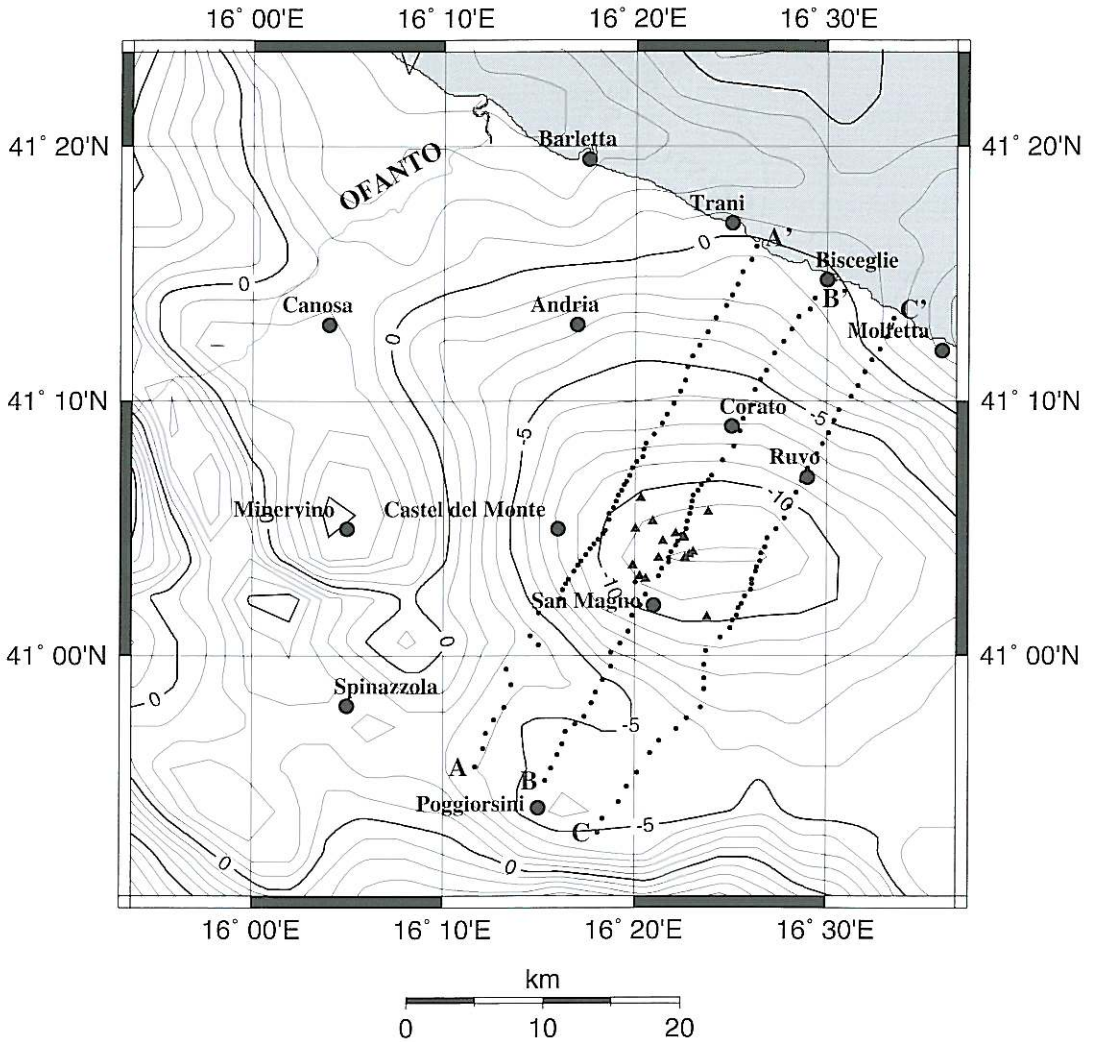 16° 00'E 16° 10'E 16° 20'E 16° 30'E
41° 20'N 41° 20'N
Barletta
OFANTO
Trani
0 A'
Bisceglie
0
B'
Canosa Andria C'
Molfetta
0
41° 10'N 41° 10'N
Corato -5
-5
Ruvo
-10
Minervino Castel del Monte
0
-10
San Magno
0
41° 00'N 41° 00'N
Spinazzola
0
-5
A
B
Poggiorsini
C -5
0 0
16° 00'E 16° 10'E 16° 20'E 16° 30'E
km
0 10 20